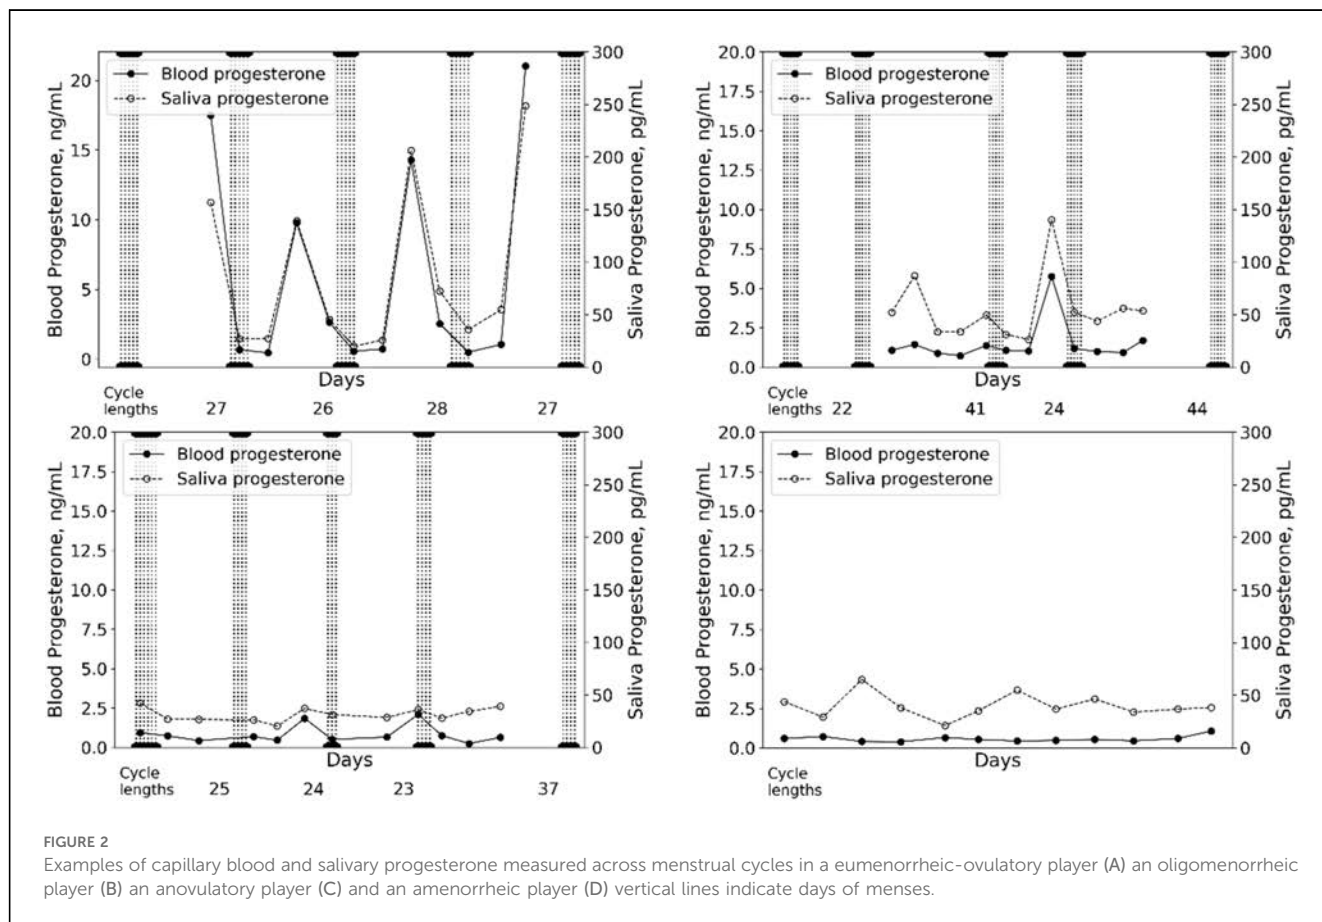 Blood progesterone
Saliva progesterone
Blood Progesterone, ng/mL
20
15
10
5
0
Saliva Progesterone, pg/mL
300
250
200
150
100
50
0
Days
Cycle
lengths
27
26
28
27
Blood progesterone
Saliva progesterone
Blood Progesterone, ng/mL
20.0
17.5
15.0
12.5
10.0
7.5
5.0
2.5
0.0
Saliva Progesterone, pg/mL
300
250
200
150
100
50
0
Days
Cycle
lengths
22
41
24
44
Blood progesterone
Saliva progesterone
Blood Progesterone, ng/mL
20.0
17.5
15.0
12.5
10.0
7.5
5.0
2.5
0.0
Saliva Progesterone, pg/mL
300
250
200
150
100
50
0
Days
Cycle
lengths
25
24
23
37
Blood progesterone
Saliva progesterone
Blood Progesterone, ng/mL
20.0
17.5
15.0
12.5
10.0
7.5
5.0
2.5
0.0
Saliva Progesterone, pg/mL
300
250
200
150
100
50
0
Days
Cycle
lengths
FIGURE 2
Examples of capillary blood and salivary progesterone measured across menstrual cycles in a eumenorrheic-ovulatory player (A) an oligomenorrheic
player (B) an anovulatory player (C) and an amenorrheic player (D) vertical lines indicate days of menses.